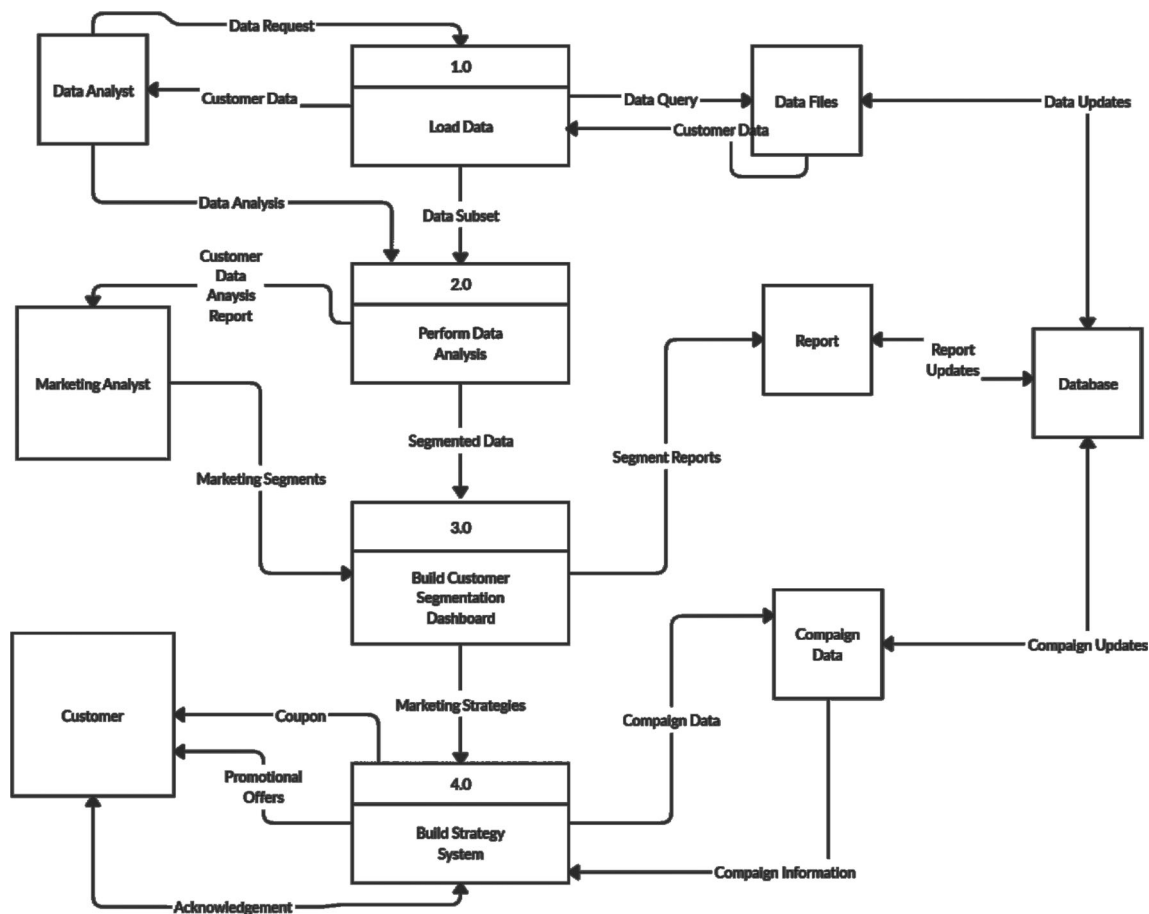 Data Request
1.0
Data Analyst
Customer Data
Load Data
Data Query
Customer Data
Data Files
Data Updates
Data Analysis
Data Subset
Customer
Data
Anaysis
Report
2.0
Perform Data
Analysis
Marketing Analyst
Report
Report
Updates
Database
Segmented Data
Marketing Segments
Segment Reports
3.0
Build Customer
Segmentation
Dashboard
Compaign
Data
Compaign Updates
Customer
Coupon
Marketing Strategies
Compaign Data
Promotional
Offers
4.0
Build Strategy
System
Compaign Information
Acknowledgement